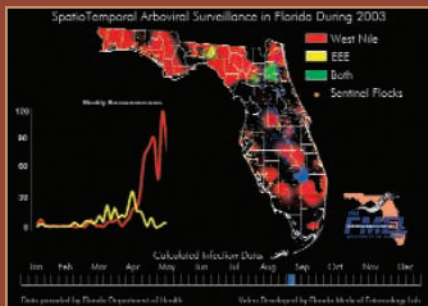 SpatioTemporal Arboviral Surveillance in Florida During 2003
West Nile
EEE
Both
Sentinel Flocks
Weekly
120
90
60
30
0
Jan Feb Mar Apr May
FMEL
Calculated Infection Data
Jan Feb Mar Apr May Jun Jul Aug Sep Oct Nov Dec
Data provided by Florida Department of Health
Video Developed by Florida Medical Entomology Lab